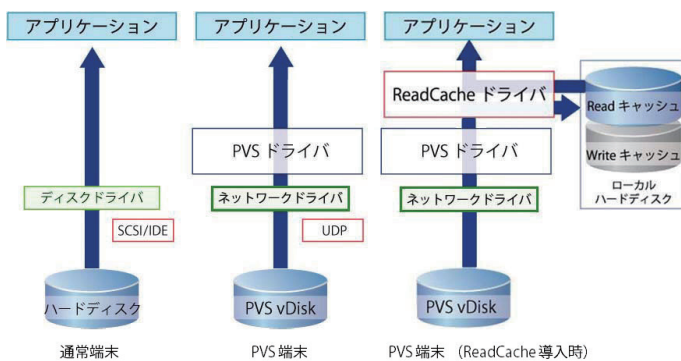 アプリケーション
アプリケーション
アプリケーション
ReadCache ドライバ
Read キャッシュ
Write キャッシュ
ローカル
ハードディスク
PVS ドライバ
PVS ドライバ
ディスクドライバ
ネットワークドライバ
ネットワークドライバ
SCSI/IDE
UDP
ハードディスク
PVS vDisk
PVS vDisk
通常端末
PVS 端末
PVS 端末 （ReadCache 導入時）